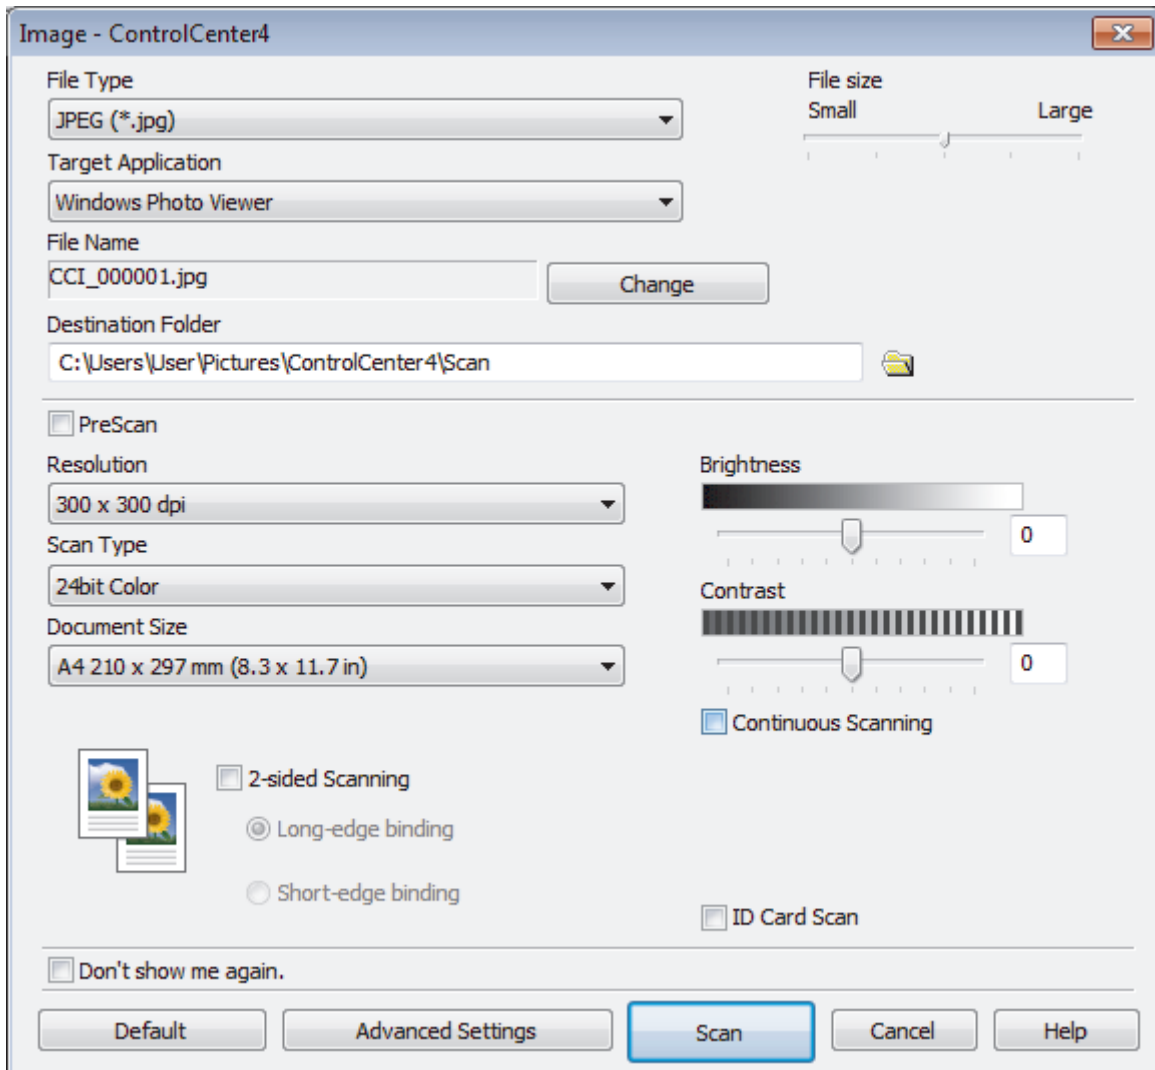 Image - ControlCenter4
File Type
JPEG (*.jpg)
Target Application
Windows Photo Viewer
File Name
CCI_000001.jpg
Change
Destination Folder
C:\Users\User\Pictures\ControlCenter4\Scan
File size
Small Large
PreScan
Resolution
300 x 300 dpi
Scan Type
24bit Color
Document Size
A4 210 x 297 mm (8.3 x 11.7 in)
Brightness
0
Contrast
0
Continuous Scanning
2-sided Scanning
Long-edge binding
Short-edge binding
ID Card Scan
Don't show me again.
Default Advanced Settings Scan Cancel Help